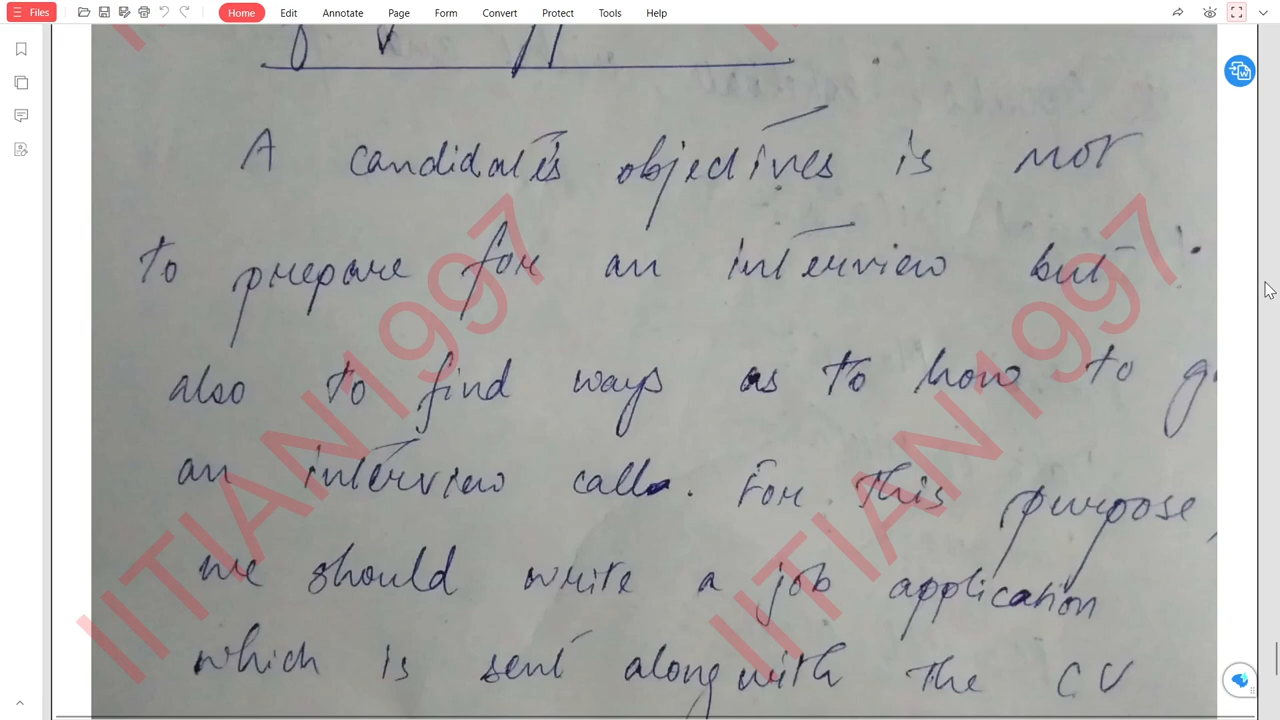 Files
Home Edit Annotate Page Form Convert Protect Tools Help
A candidate's objectives is not
to prepare for an interview but
also to find ways as to how to
an interview call. For this purpose,
we should write a job application
which is sent along with the CV
IITIAN1997
IITIAN1997